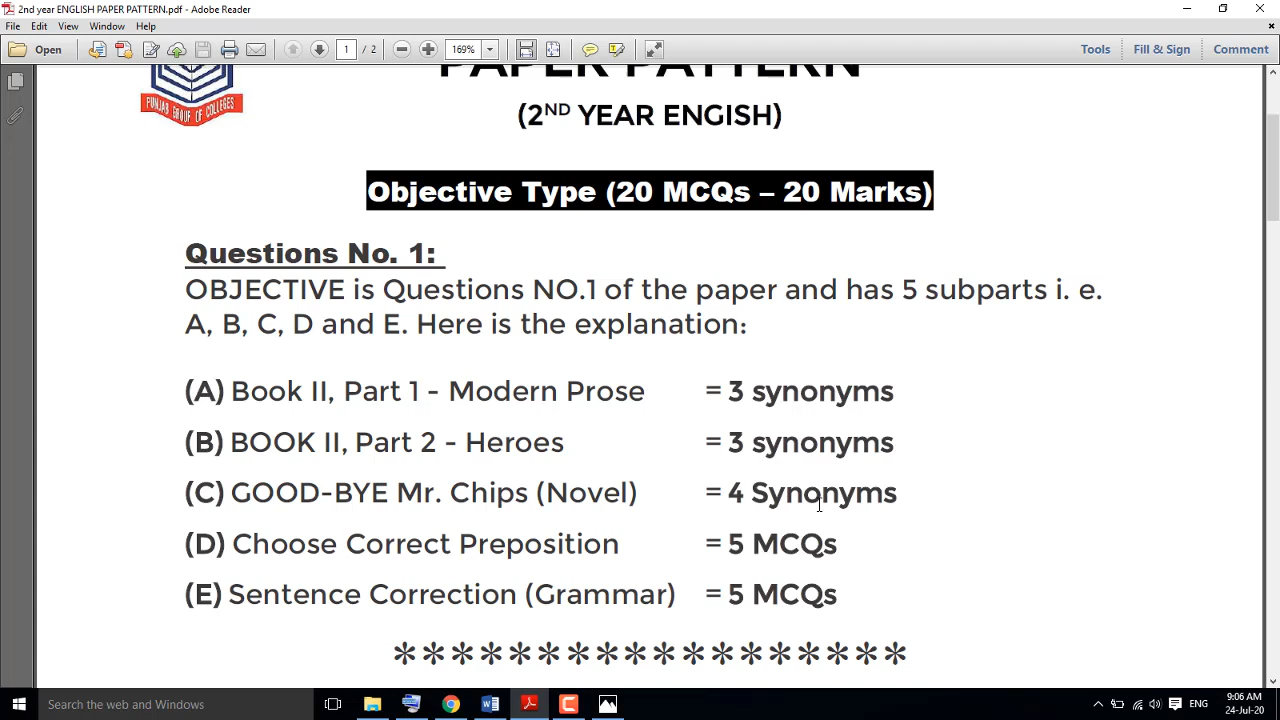 2nd year ENGLISH PAPER PATTERN.pdf - Adobe Reader
File Edit View Window Help
Open 1 / 2 169% Tools Fill & Sign Comment
PAPER PATTERN
PUNJAB GROUP OF COLLEGES
(2ND YEAR ENGISH)
Objective Type (20 MCQs – 20 Marks)
Questions No. 1:
OBJECTIVE is Questions NO.1 of the paper and has 5 subparts i. e.
A, B, C, D and E. Here is the explanation:
(A) Book II, Part 1 - Modern Prose = 3 synonyms
(B) BOOK II, Part 2 - Heroes = 3 synonyms
(C) GOOD-BYE Mr. Chips (Novel) = 4 Synonyms
(D) Choose Correct Preposition = 5 MCQs
(E) Sentence Correction (Grammar) = 5 MCQs
******************
Search the web and Windows
ENG
9:06 AM
24-Jul-20